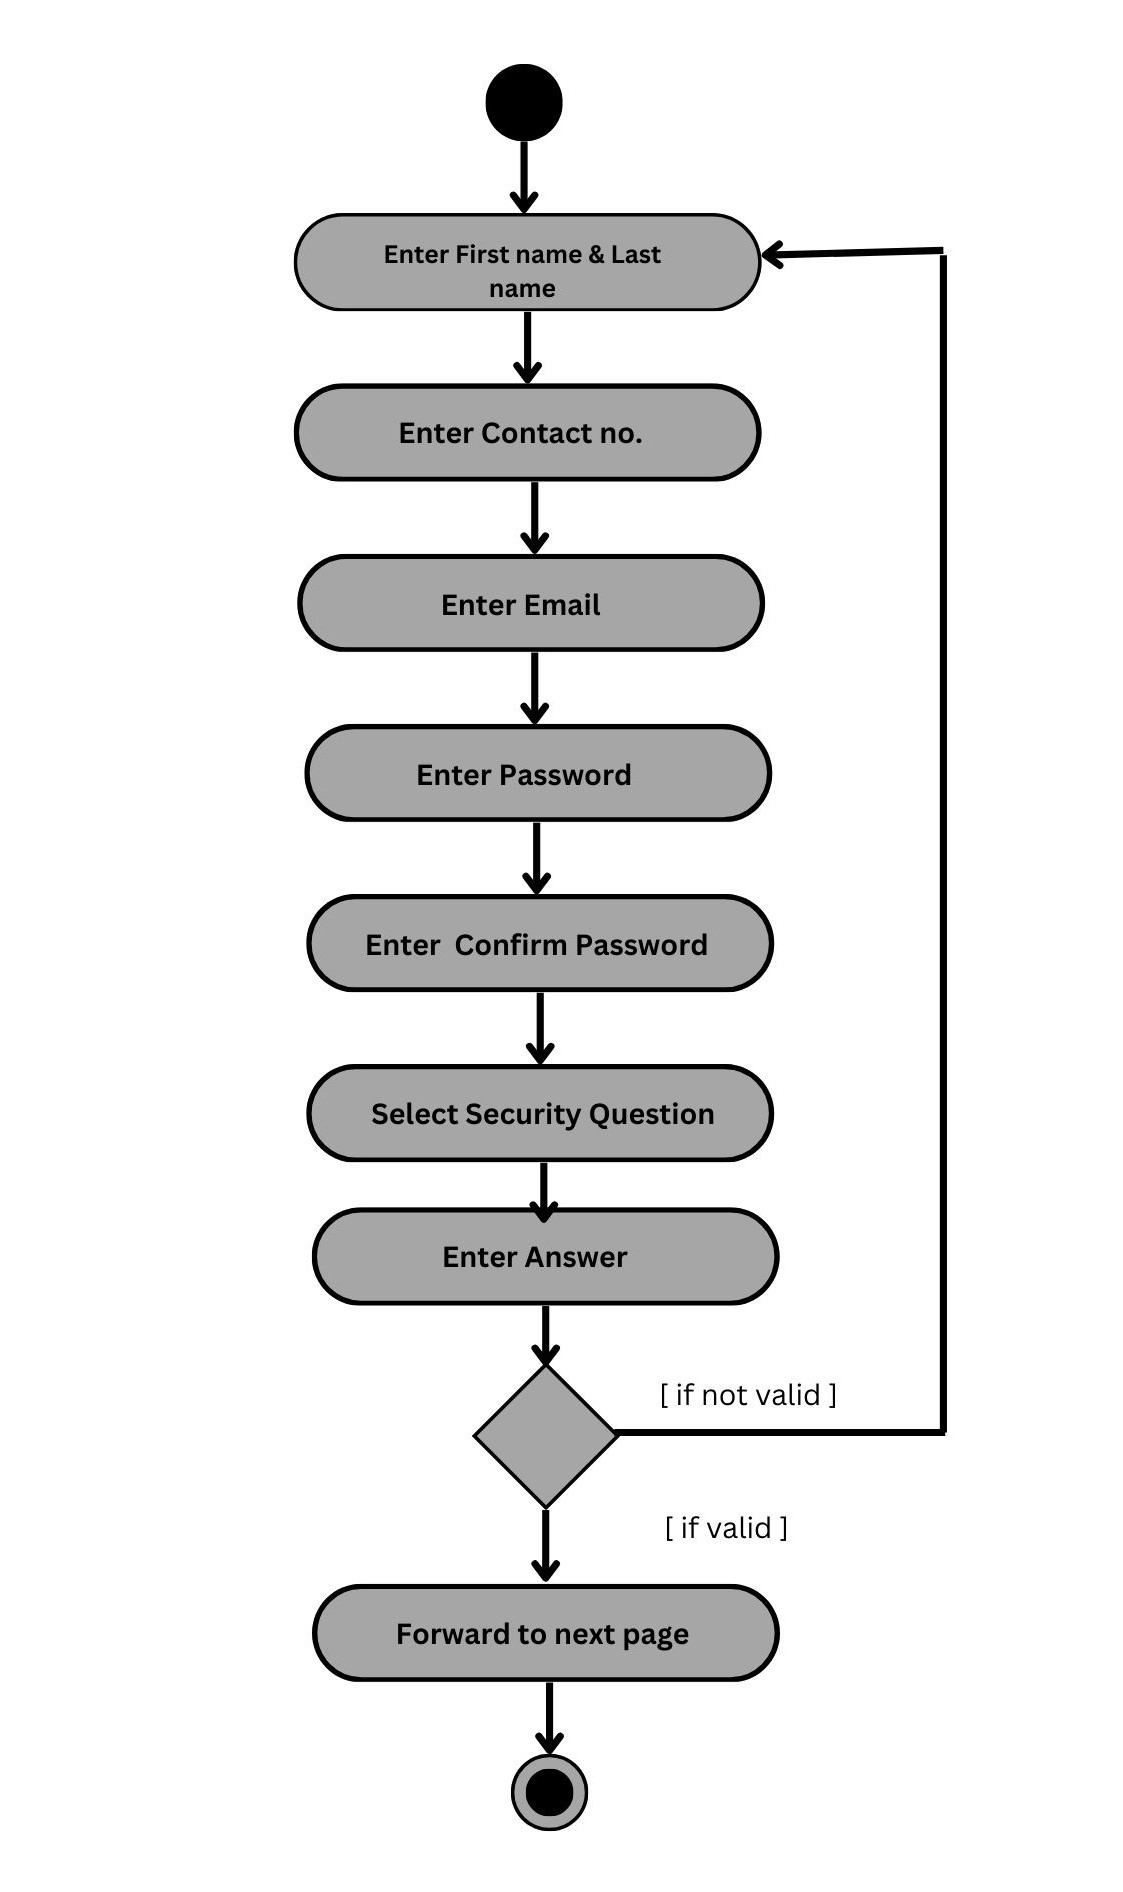 Enter First name & Last
name
Enter Contact no.
Enter Email
Enter Password
Enter  Confirm Password
Select Security Question
Enter Answer
[ if not valid ]
[ if valid ]
Forward to next page